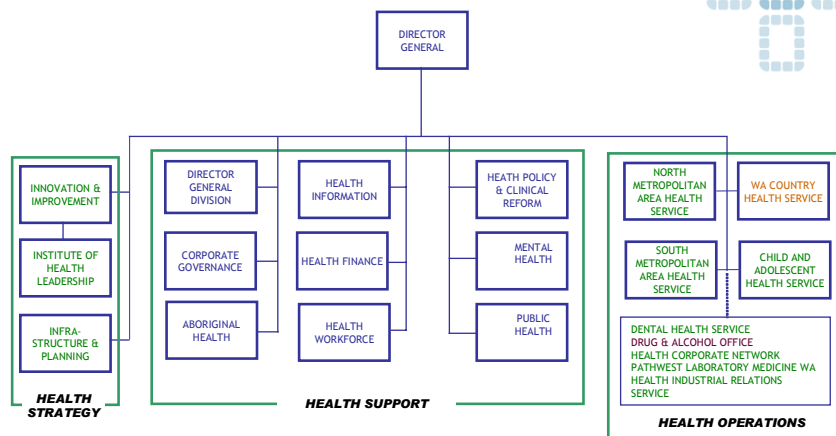 DIRECTOR
GENERAL
INNOVATION &
IMPROVEMENT
INSTITUTE OF
HEALTH
LEADERSHIP
INFRA-
STRUCTURE &
PLANNING
HEALTH
STRATEGY
DIRECTOR
GENERAL
DIVISION
HEALTH
INFORMATION
HEATH POLICY
& CLINICAL
REFORM
CORPORATE
GOVERNANCE
HEALTH FINANCE
MENTAL
HEALTH
ABORIGINAL
HEALTH
HEALTH
WORKFORCE
PUBLIC
HEALTH
HEALTH SUPPORT
NORTH
METROPOLITAN
AREA HEALTH
SERVICE
WA COUNTRY
HEALTH SERVICE
SOUTH
METROPOLITAN
AREA HEALTH
SERVICE
CHILD AND
ADOLESCENT
HEALTH SERVICE
DENTAL HEALTH SERVICE
DRUG & ALCOHOL OFFICE
HEALTH CORPORATE NETWORK
PATHWEST LABORATORY MEDICINE WA
HEALTH INDUSTRIAL RELATIONS
SERVICE
HEALTH OPERATIONS